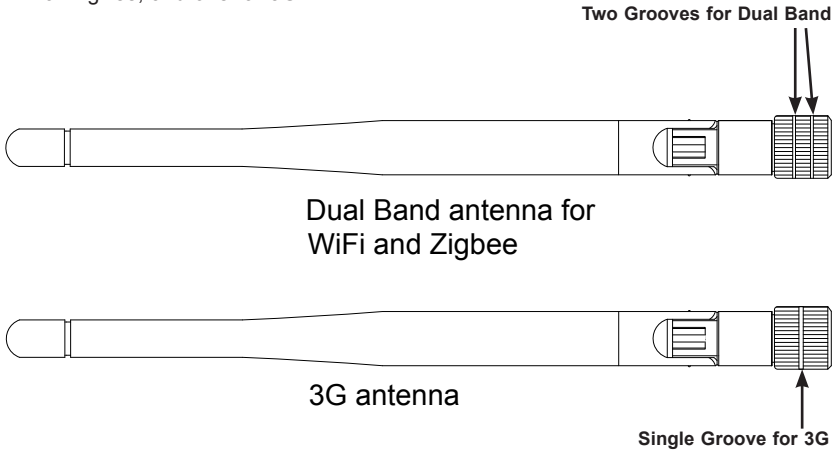 Two Grooves for Dual Band
Dual Band antenna for
WiFi and Zigbee
3G antenna
Single Groove for 3G